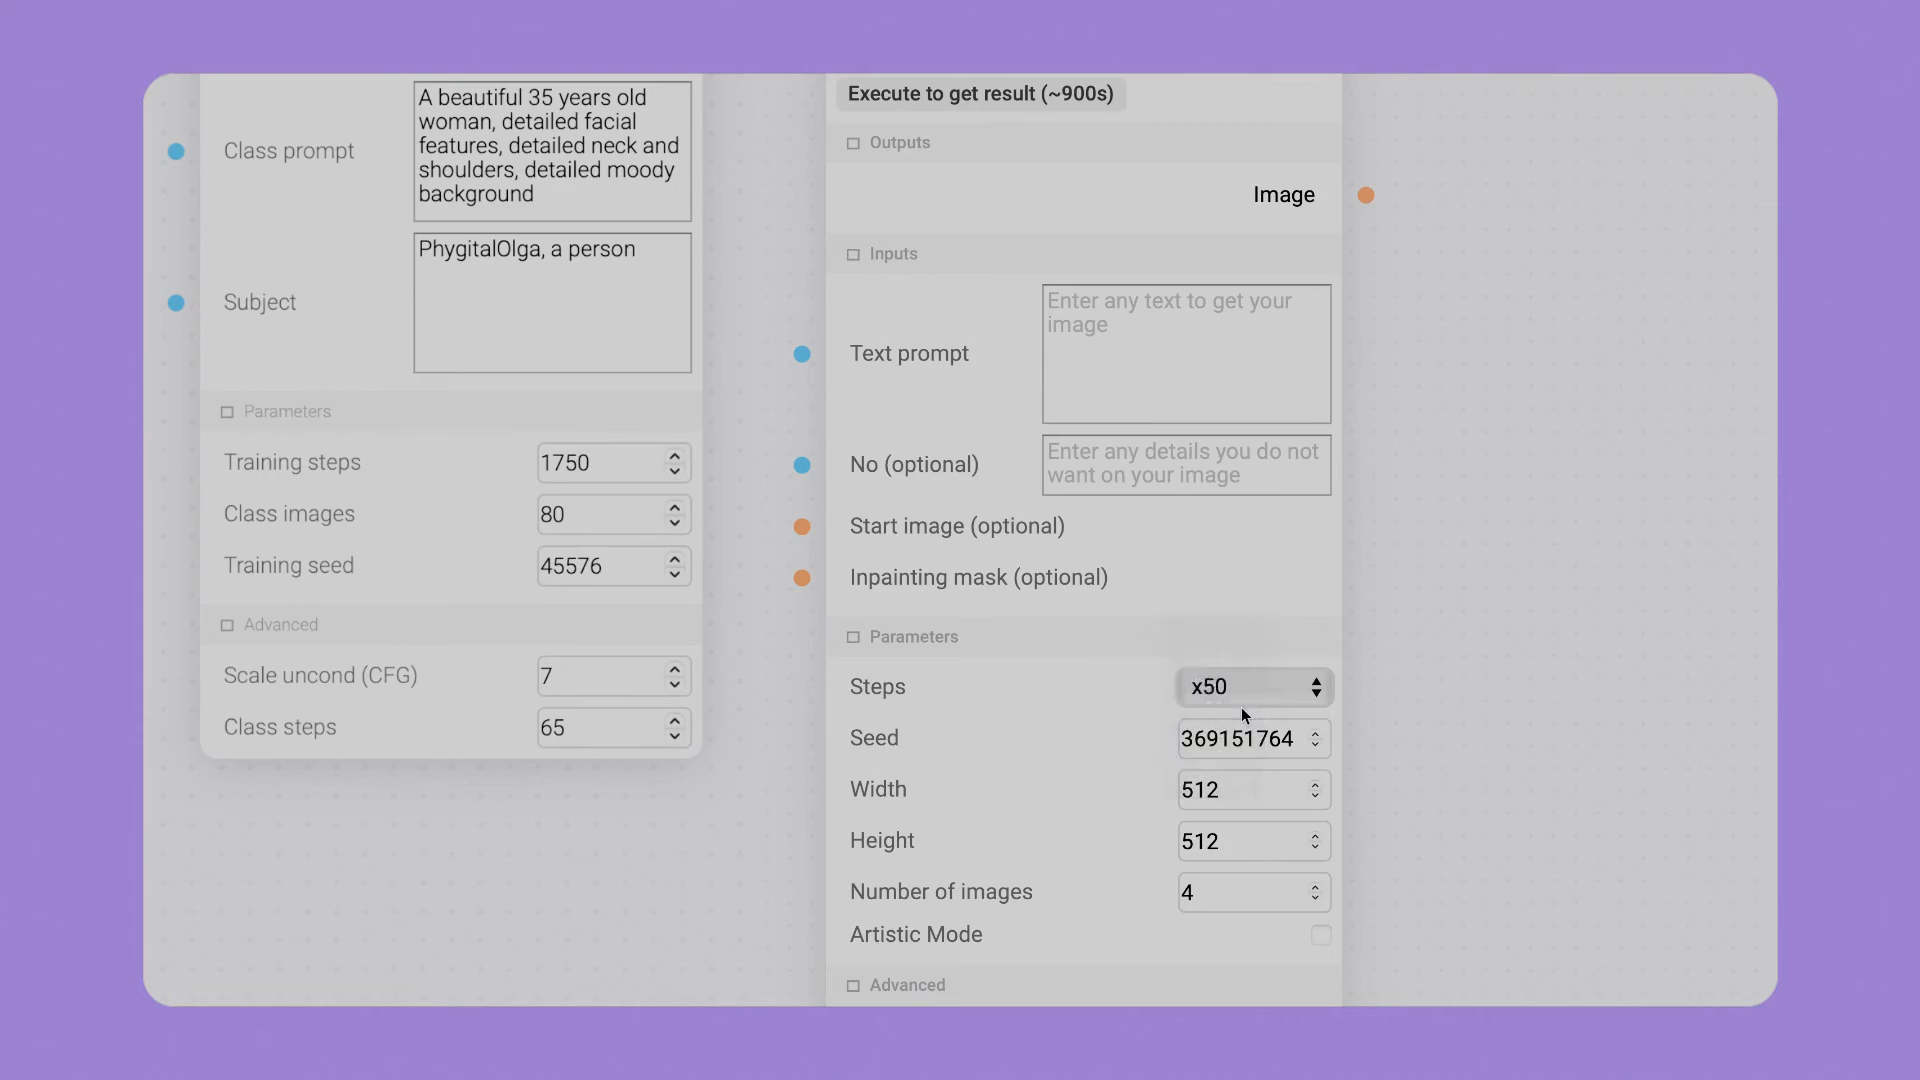 Class prompt
A beautiful 35 years old
woman, detailed facial
features, detailed neck and
shoulders, detailed moody
background
Subject
PhygitalOlga, a person
Parameters
Training steps
1750
Class images
80
Training seed
45576
Advanced
Scale uncond (CFG)
7
Class steps
65
Execute to get result (~900s)
Outputs
Image
Inputs
Text prompt
Enter any text to get your
image
No (optional)
Enter any details you do not
want on your image
Start image (optional)
Inpainting mask (optional)
Parameters
Steps
x50
Seed
369151764
Width
512
Height
512
Number of images
4
Artistic Mode
Advanced